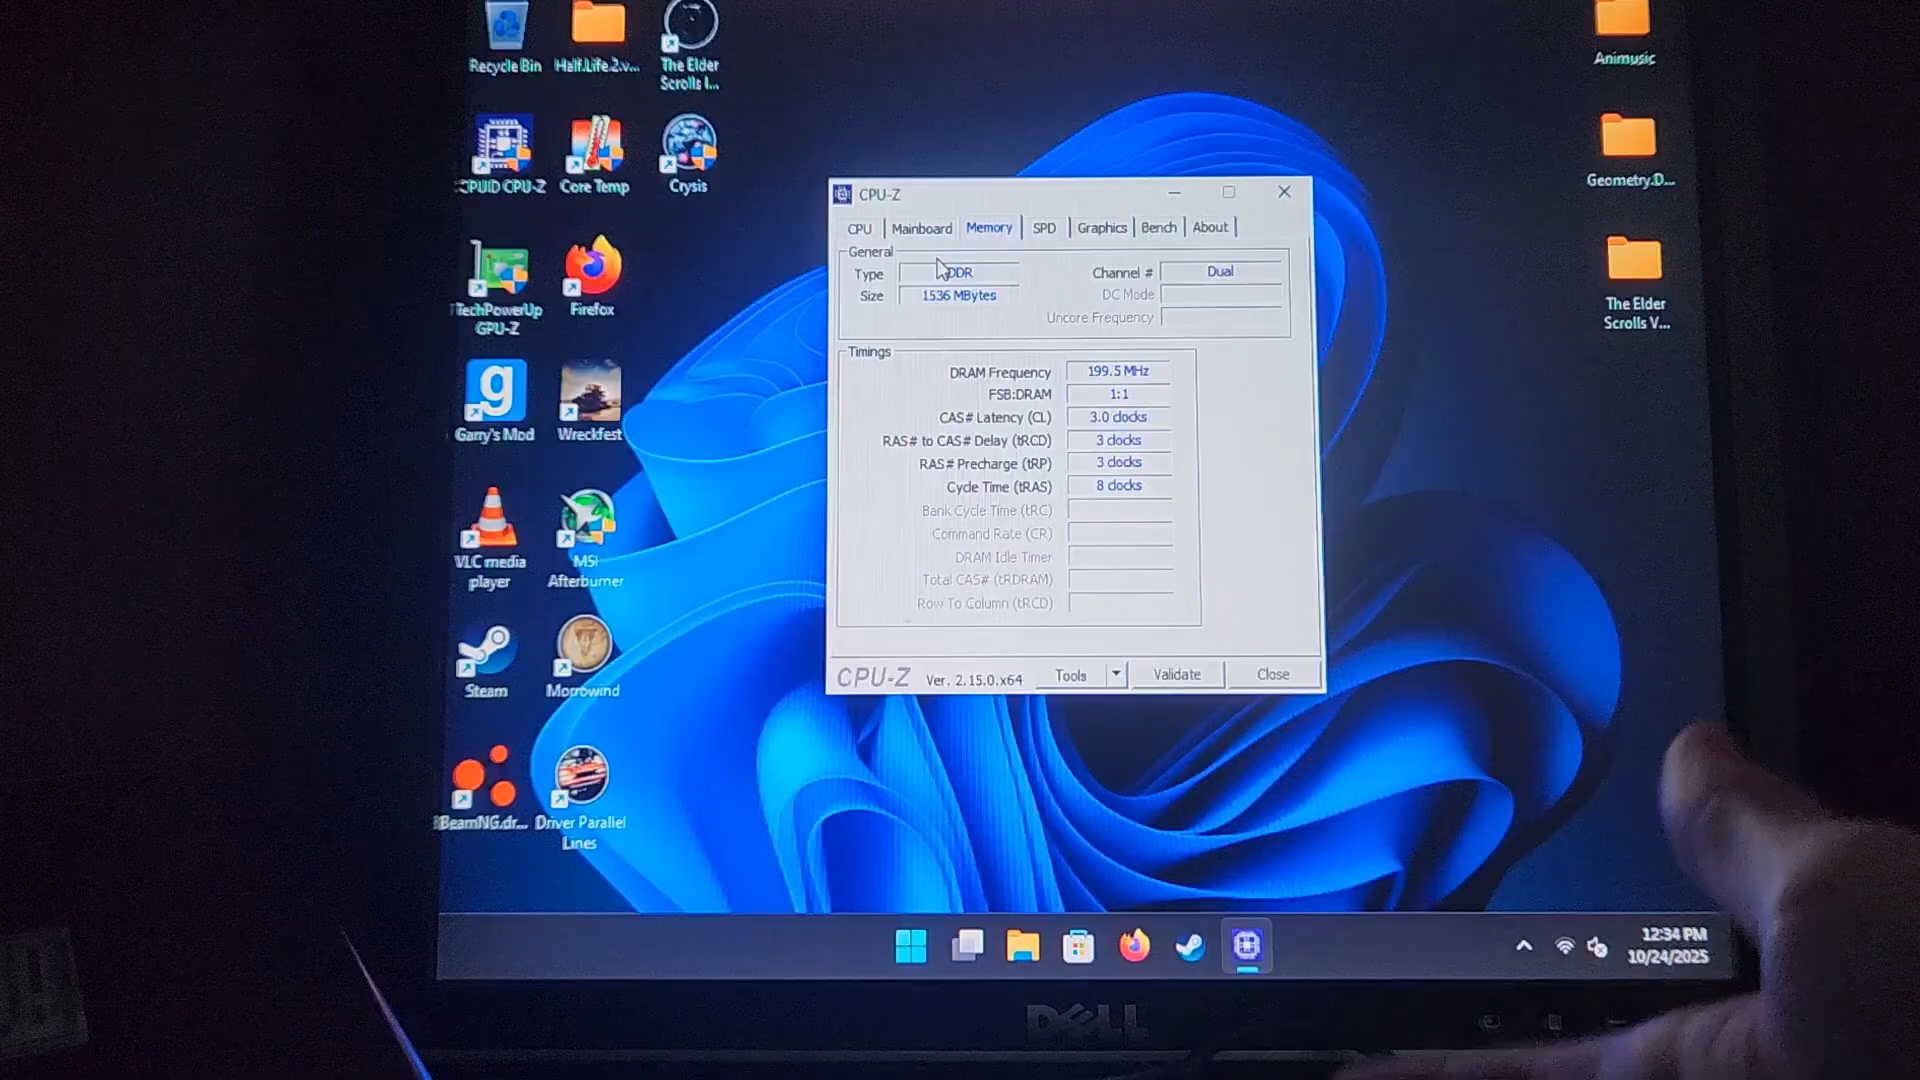 Recycle Bin
Half.Life.2.v...
The Elder
Scrolls I...
Animusic
CPUID CPU-Z
Core Temp
Crysis
Geometry.D...
TechPowerUp
GPU-Z
Firefox
The Elder
Scrolls V...
g
Garry's Mod
Wreckfest
VLC media
player
MSI
Afterburner
Steam
Morrowind
BeamNG.dr...
Driver Parallel
Lines
CPU-Z
CPU
Mainboard
Memory
SPD
Graphics
Bench
About
General
Type
DDR
Channel #
Dual
Size
1536 MBytes
DC Mode
Uncore Frequency
Timings
DRAM Frequency
199.5 MHz
FSB:DRAM
1:1
CAS# Latency (CL)
3.0 clocks
RAS# to CAS# Delay (tRCD)
3 clocks
RAS# Precharge (tRP)
3 clocks
Cycle Time (tRAS)
8 clocks
Bank Cycle Time (tRC)
Command Rate (CR)
DRAM Idle Timer
Total CAS# (tRDRAM)
Row To Column (tRCD)
CPU-Z
Ver. 2.15.0.x64
Tools
Validate
Close
12:34 PM
10/24/2025
DELL